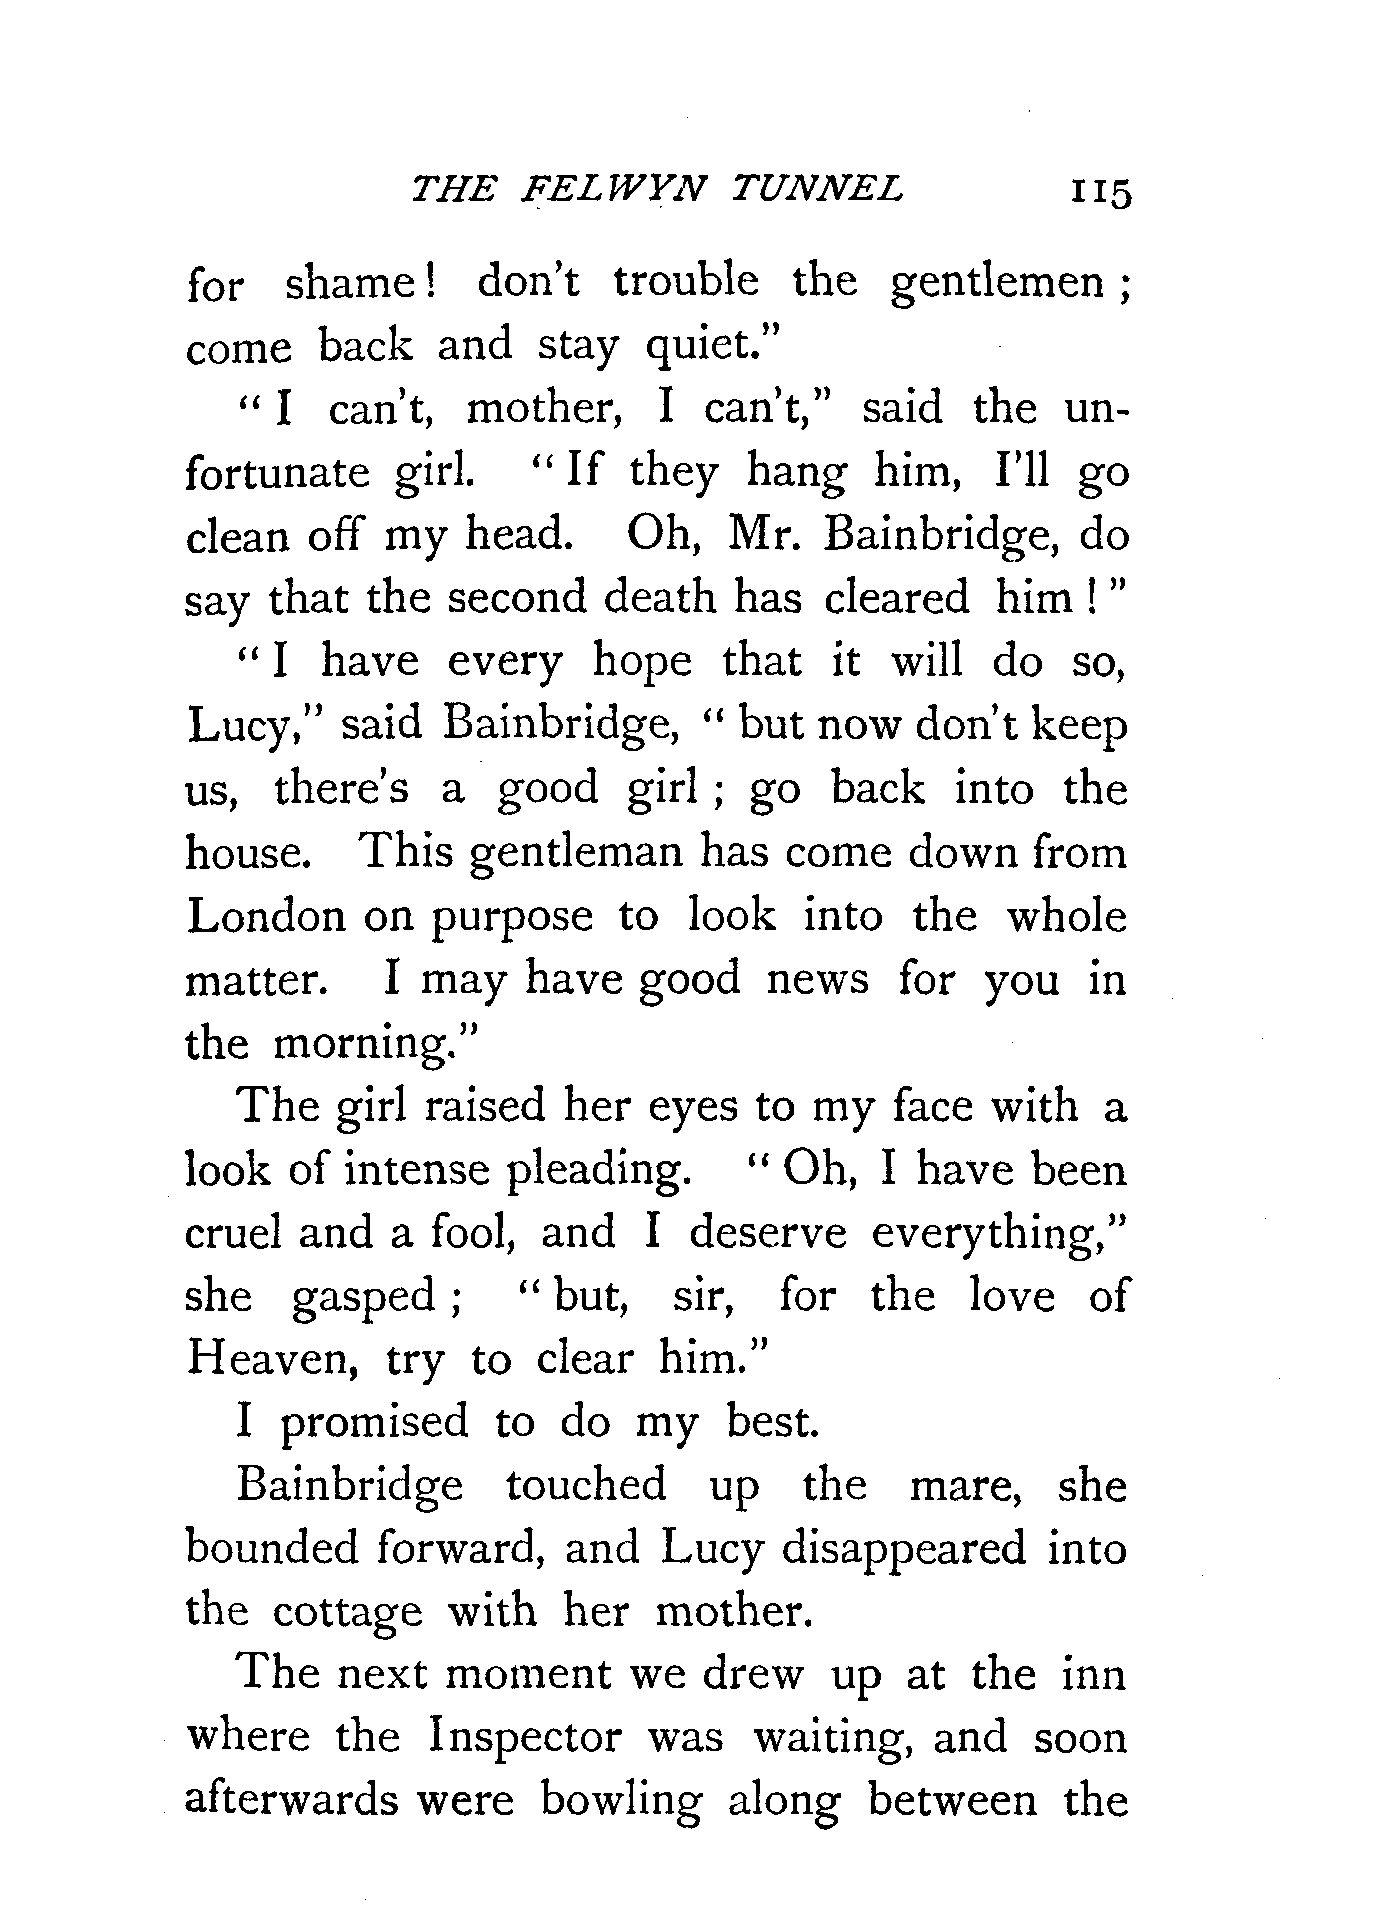 THE FELWYN TUNNEL 115
for shame! don't trouble the gentlemen ;
come back and stay quiet."
" I can't, mother, I can't," said the un-
fortunate girl. " If they hang him, I'll go
clean off my head. Oh, Mr. Bainbridge, do
say that the second death has cleared him ! "
" I have every hope that it will do so,
Lucy," said Bainbridge, " but now don't keep
us, there's a good girl ; go back into the
house. This gentleman has come down from
London on purpose to look into the whole
matter. I may have good news for you in
the morning."
The girl raised her eyes to my face with a
look of intense pleading. " Oh, I have been
cruel and a fool, and I deserve everything,"
she gasped ; " but, sir, for the love of
Heaven, try to clear him."
I promised to do my best.
Bainbridge touched up the mare, she
bounded forward, and Lucy disappeared into
the cottage with her mother.
The next moment we drew up at the inn
where the Inspector was waiting, and soon
afterwards were bowling along between the